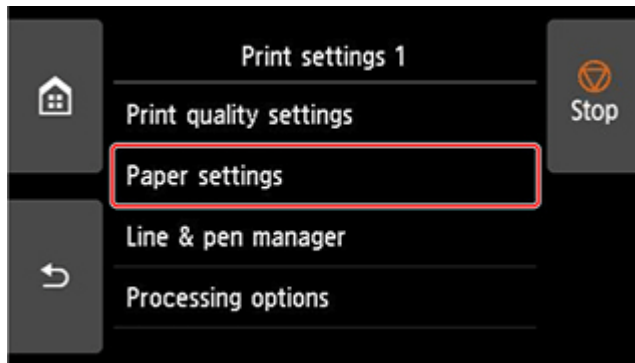 Print settings 1
Stop
Print quality settings
Paper settings
Line & pen manager
Processing options